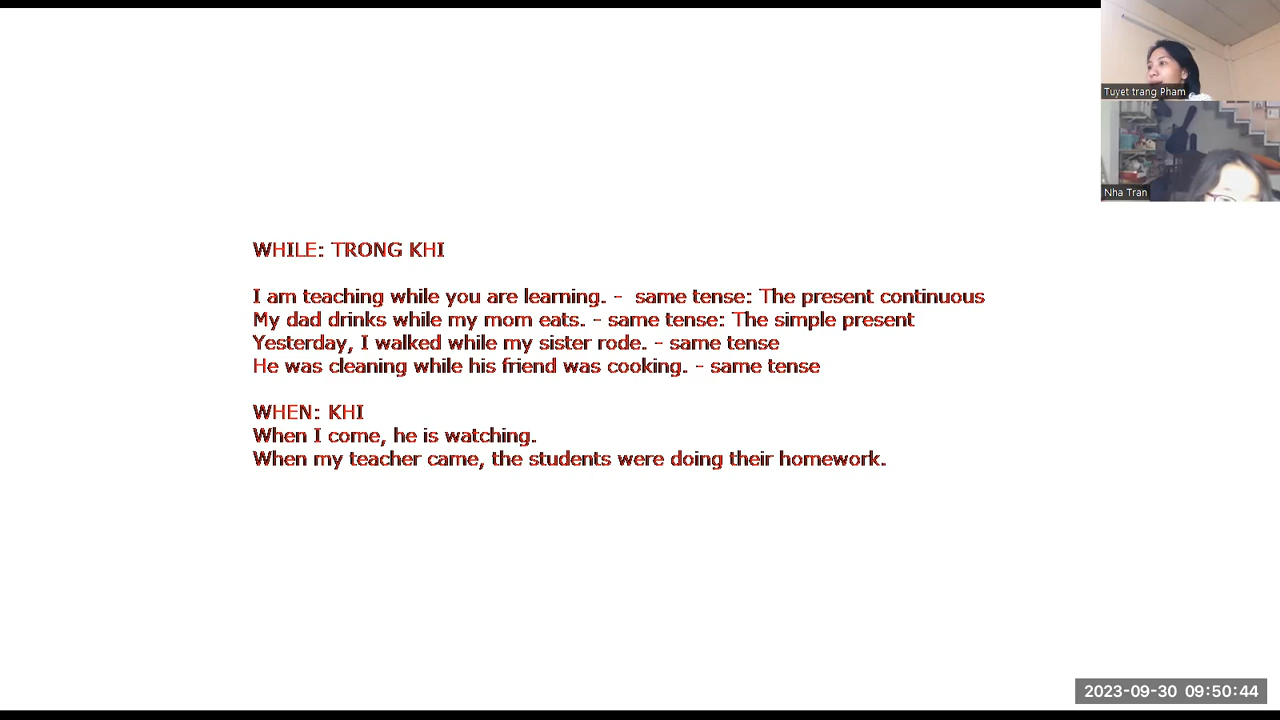 Tuyet trang Pham
Nha Tran
WHILE: TRONG KHI
I am teaching while you are learning. - same tense: The present continuous
My dad drinks while my mom eats. - same tense: The simple present
Yesterday, I walked while my sister rode. - same tense
He was cleaning while his friend was cooking. - same tense
WHEN: KHI
When I come, he is watching.
When my teacher came, the students were doing their homework.
2023-09-30 09:50:44